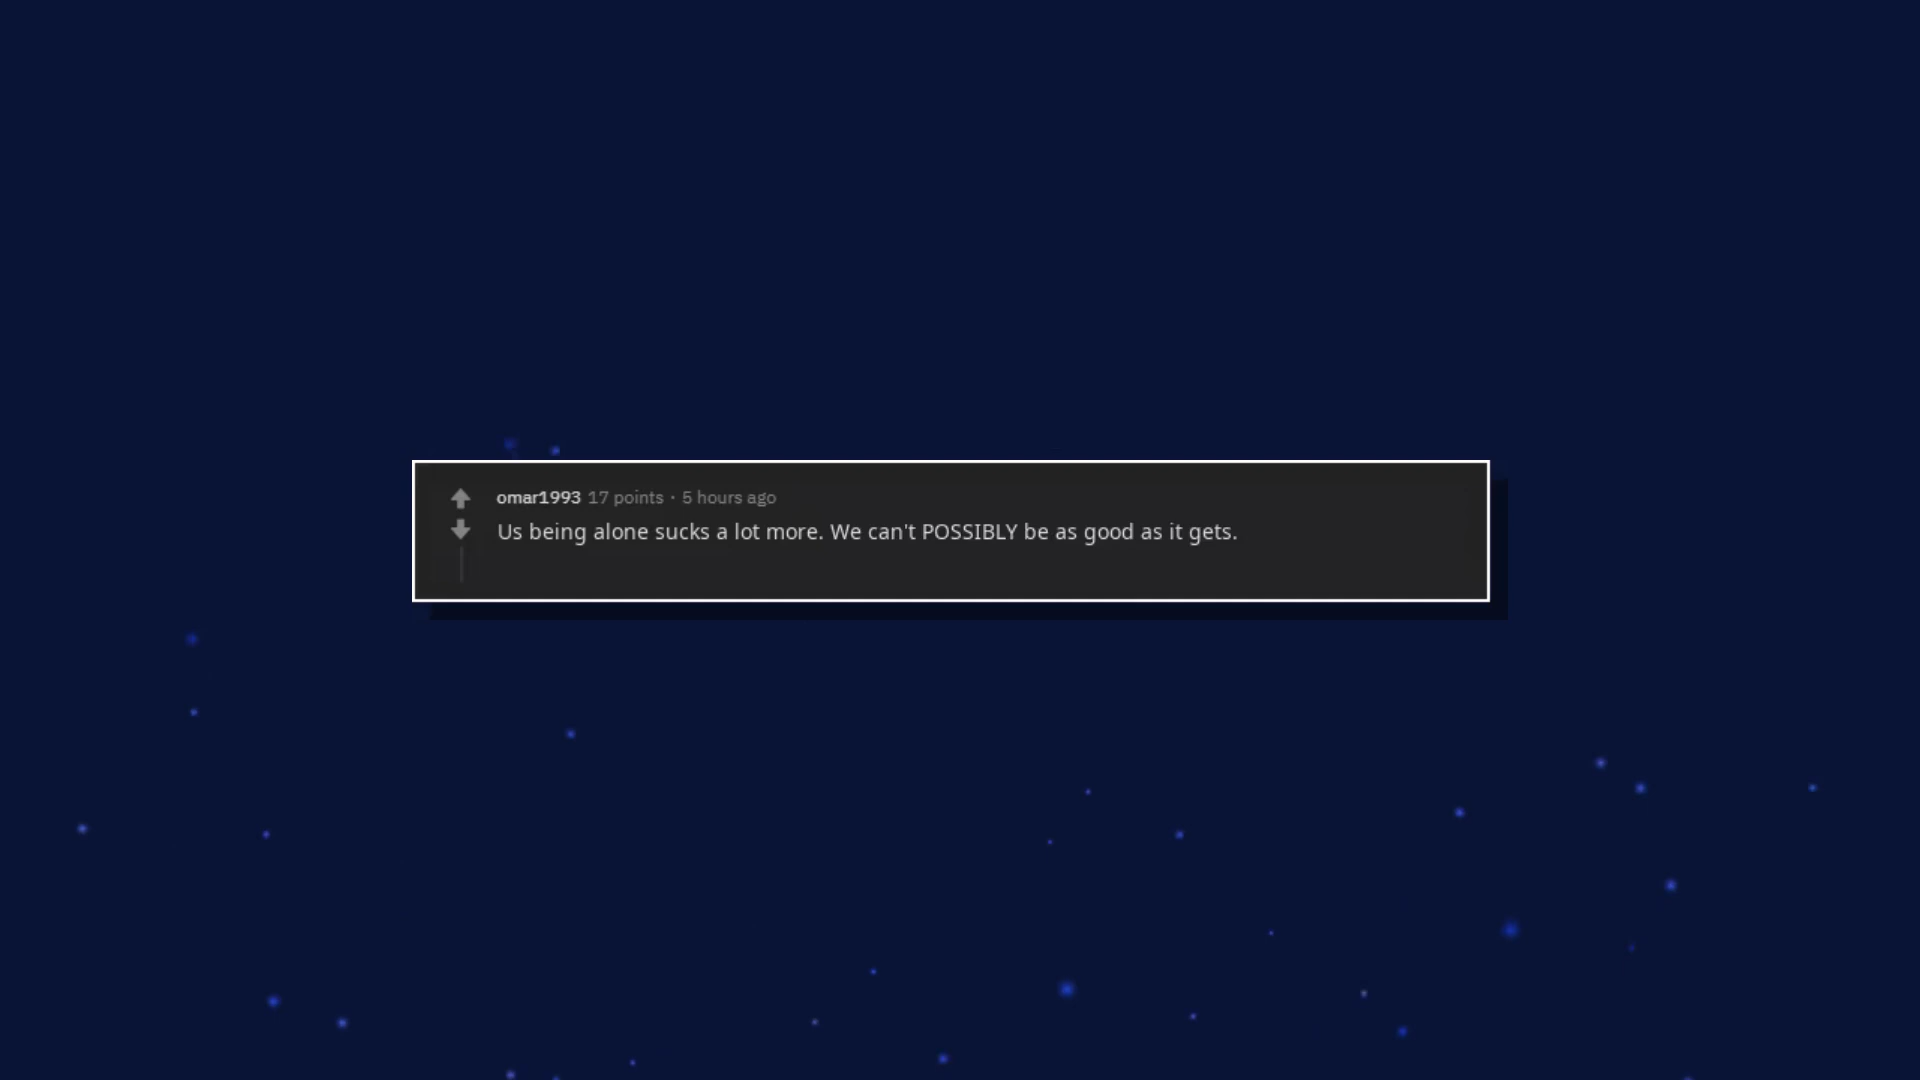 omar1993 17 points · 5 hours ago
Us being alone sucks a lot more. We can't POSSIBLY be as good as it gets.